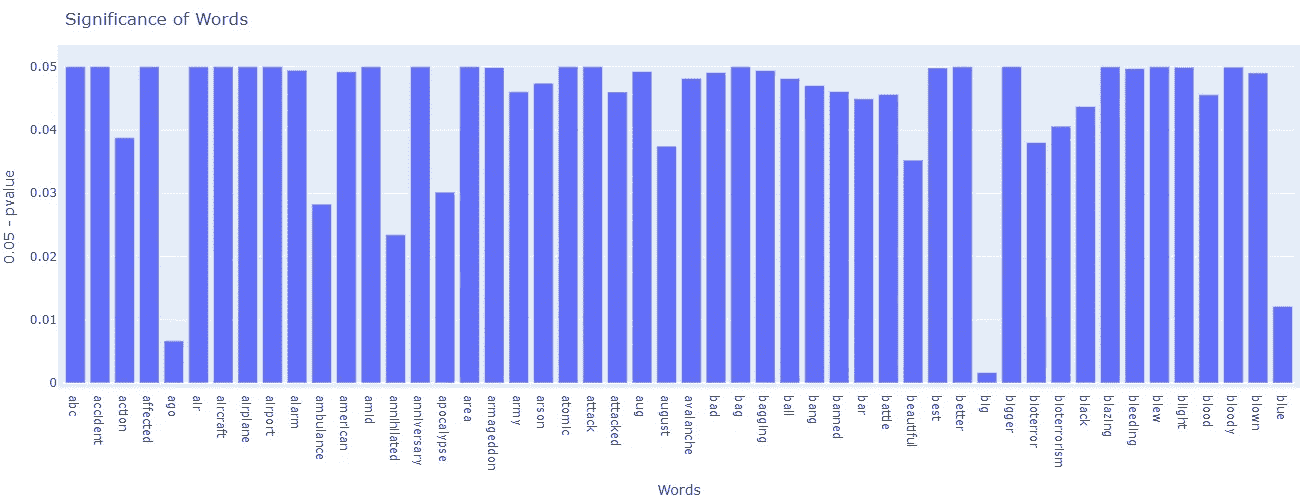 Significance of Words
0.05
0.04
0.03
0.02
0.01
0
0.05 - pvalue
abc
accident
action
affected
ago
air
aircraft
airplane
airport
alarm
ambulance
american
amid
annihilated
anniversary
apocalypse
area
armageddon
army
arson
atomic
attack
attacked
aug
august
avalanche
bad
bag
bagging
ball
bang
banned
bar
battle
beautiful
best
better
big
bigger
bioterror
bioterrorism
black
blazing
bleeding
blew
blight
blood
bloody
blown
blue
Words